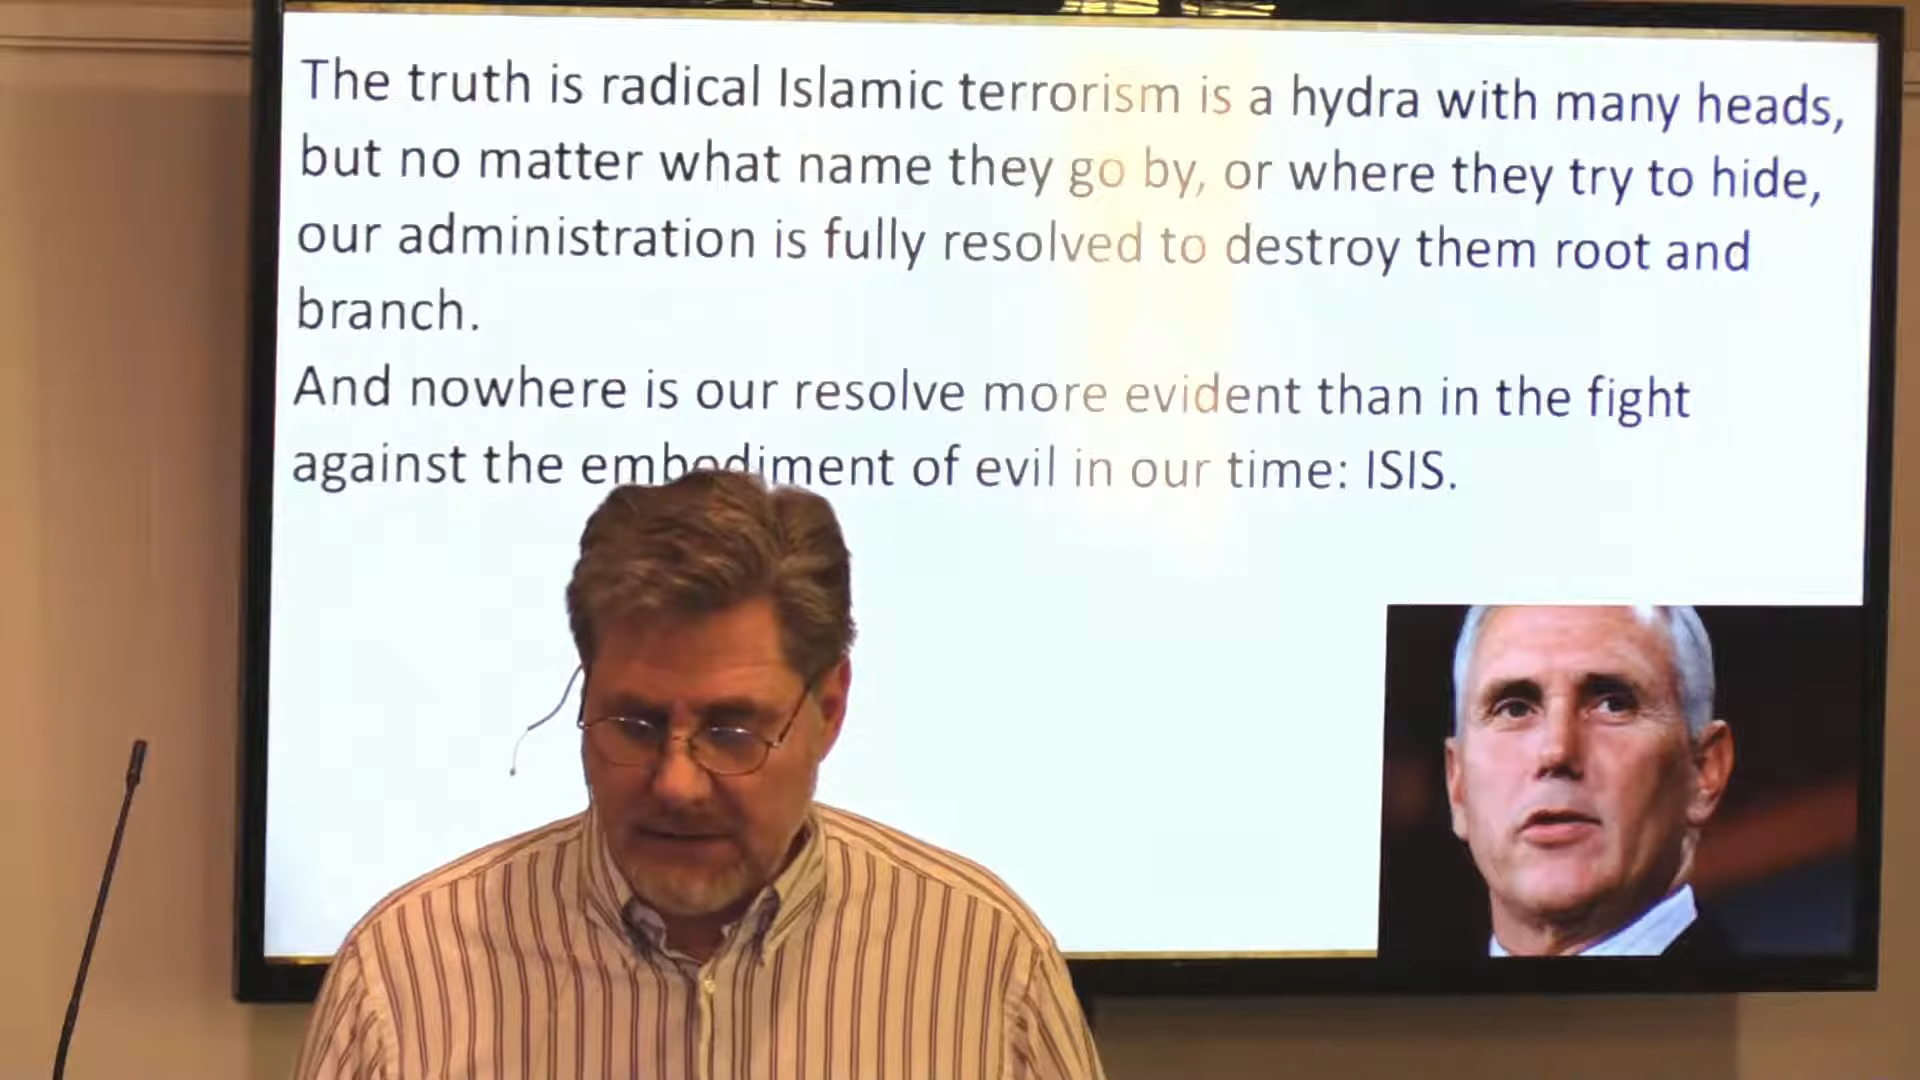 The truth is radical Islamic terrorism is a hydra with many heads,
but no matter what name they go by, or where they try to hide,
our administration is fully resolved to destroy them root and
branch.
And nowhere is our resolve more evident than in the fight
against the embodiment of evil in our time: ISIS.